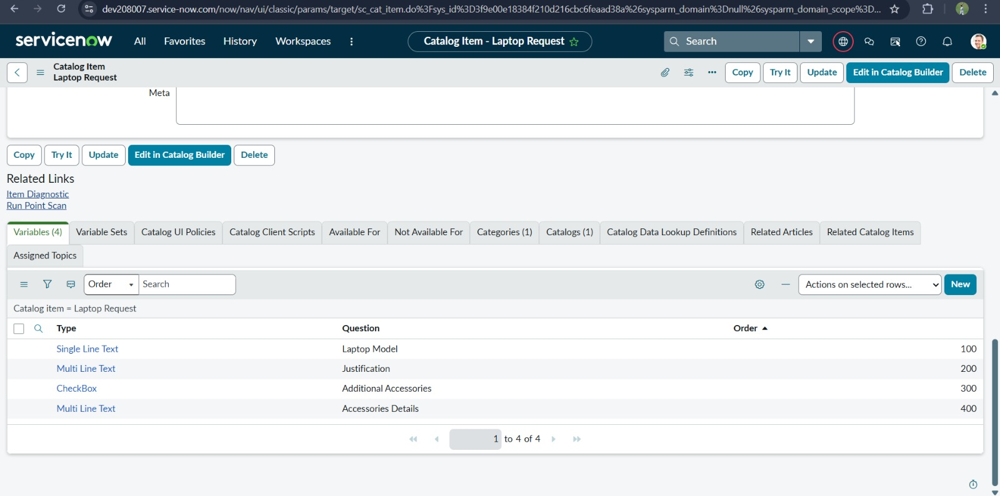 dev208007.service-now.com/now/nav/ui/classic/params/target/sc_cat_item.do%3Fsys_id%3D3f9e00e18384f210d216cbc6feaad38a%26sysparm_domain%3Dnull%26sysparm_domain_scope%3D...
servicenow All Favorites History Workspaces Catalog Item - Laptop Request Search
Catalog Item
Laptop Request
Copy Try It Update Edit in Catalog Builder Delete
Meta
Copy Try It Update Edit in Catalog Builder Delete
Related Links
Item Diagnostic
Run Point Scan
Variables (4) Variable Sets Catalog UI Policies Catalog Client Scripts Available For Not Available For Categories (1) Catalogs (1) Catalog Data Lookup Definitions Related Articles Related Catalog Items
Assigned Topics
Order Search Actions on selected rows... New
Catalog item = Laptop Request
Type Question Order
Single Line Text Laptop Model 100
Multi Line Text Justification 200
CheckBox Additional Accessories 300
Multi Line Text Accessories Details 400
1 to 4 of 4